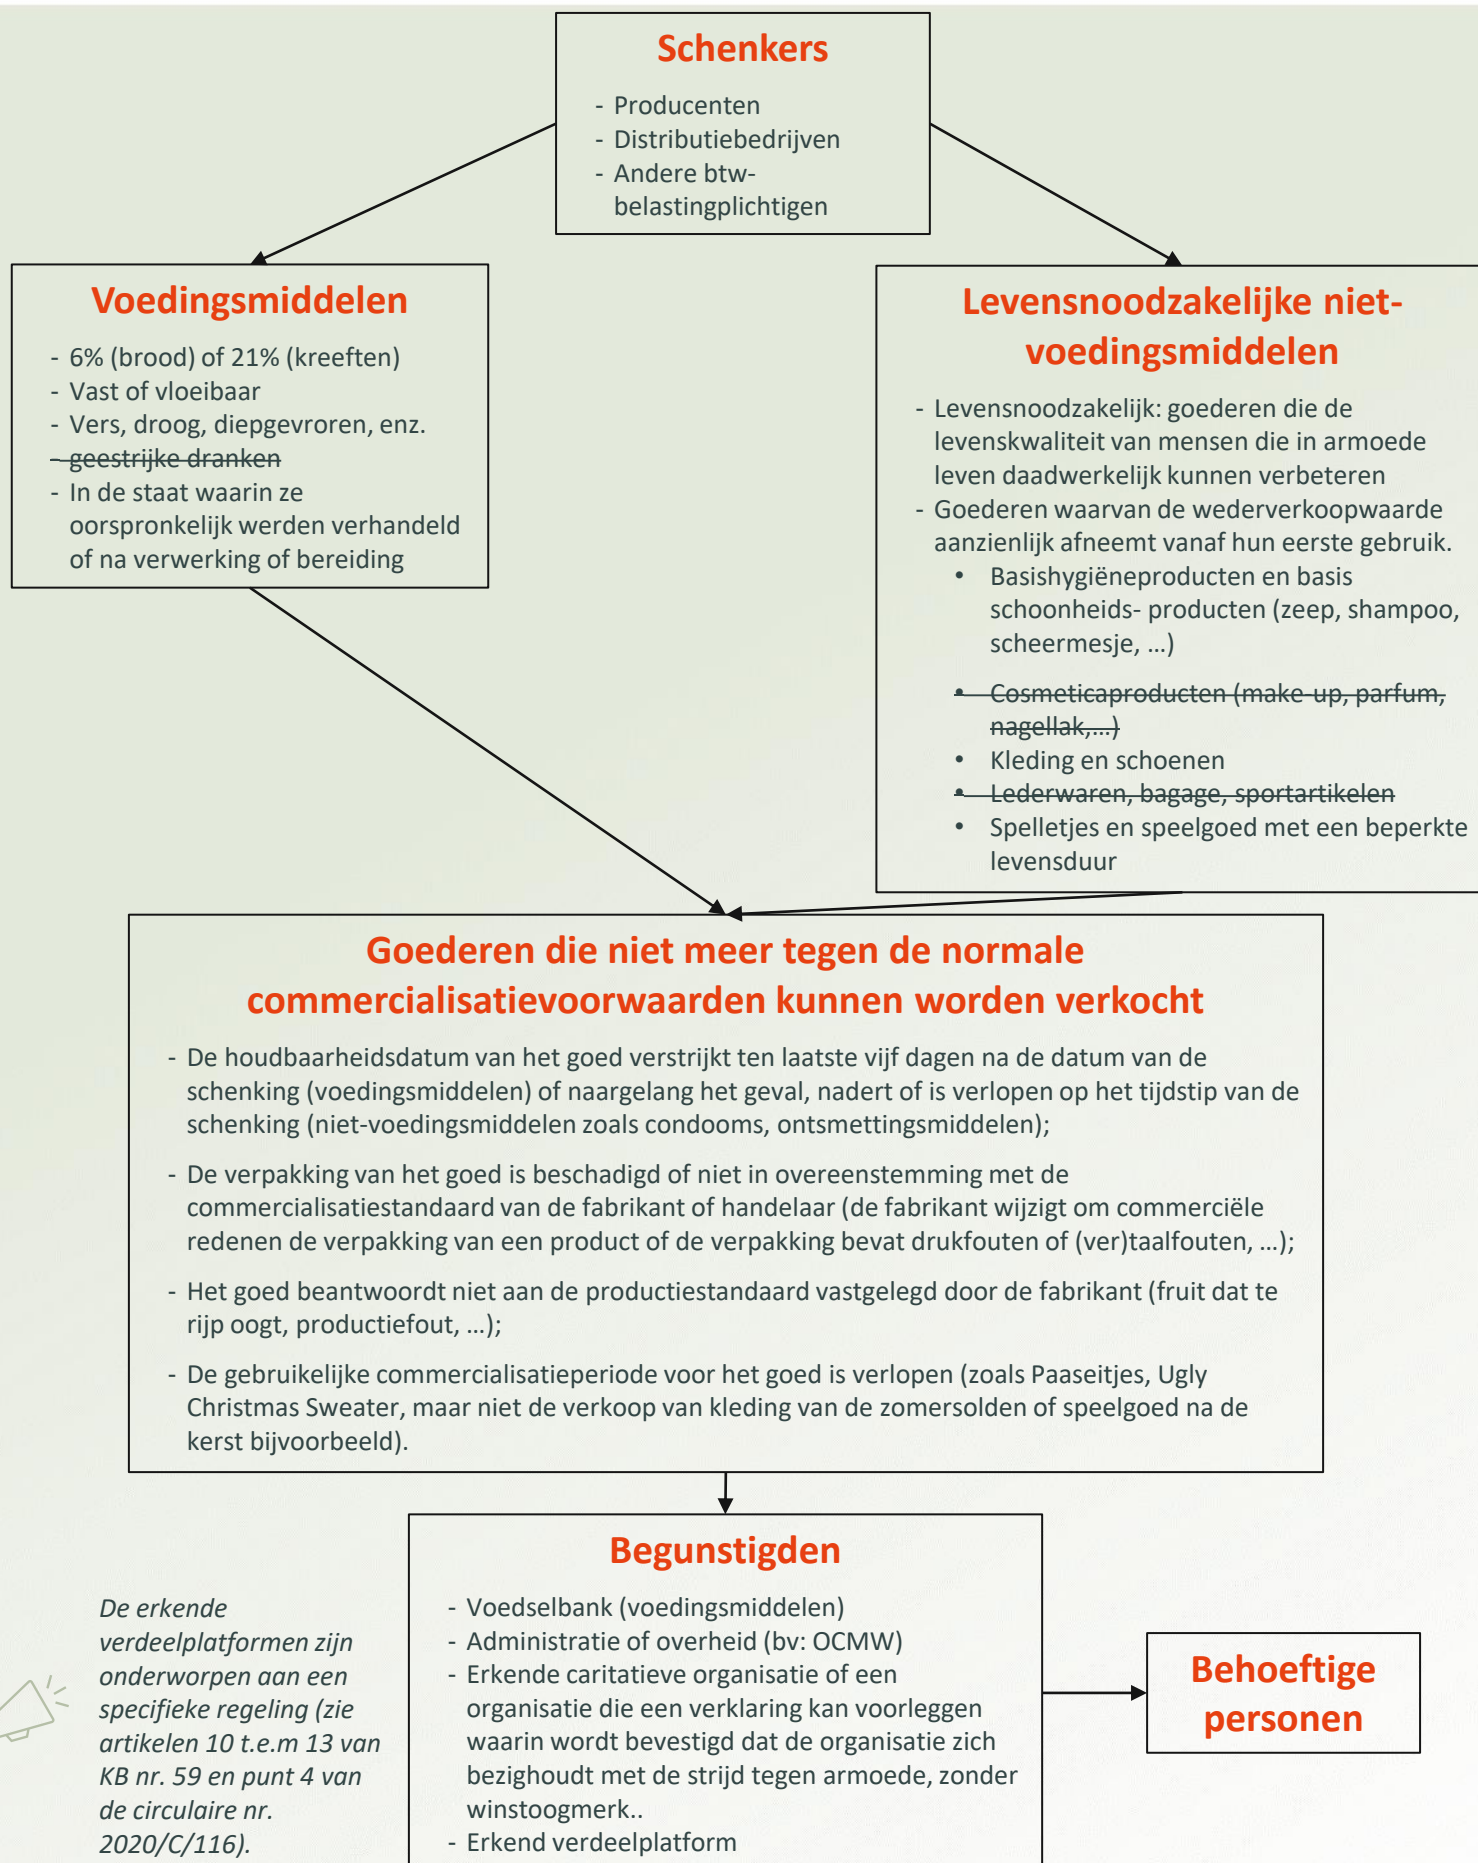 Schenkers
- Producenten
- Distributiebedrijven
- Andere btw-
belastingplichtigen
Voedingsmiddelen
- 6% (brood) of 21% (kreeften)
- Vast of vloeibaar
- Vers, droog, diepgevroren, enz.
- geestrijke dranken
- In de staat waarin ze
oorspronkelijk werden verhandeld
of na verwerking of bereiding
Levensnoodzakelijke niet-
voedingsmiddelen
- Levensnoodzakelijk: goederen die de
levenskwaliteit van mensen die in armoede
leven daadwerkelijk kunnen verbeteren
- Goederen waarvan de wederverkoopwaarde
aanzienlijk afneemt vanaf hun eerste gebruik.
• Basishygiëneproducten en basis
schoonheids- producten (zeep, shampoo,
scheermesje, …)
• Cosmeticaproducten (make-up, parfum,
nagellak,…)
• Kleding en schoenen
• Lederwaren, bagage, sportartikelen
• Spelletjes en speelgoed met een beperkte
levensduur
Goederen die niet meer tegen de normale
commercialisatievoorwaarden kunnen worden verkocht
- De houdbaarheidsdatum van het goed verstrijkt ten laatste vijf dagen na de datum van de
schenking (voedingsmiddelen) of naargelang het geval, nadert of is verlopen op het tijdstip van de
schenking (niet-voedingsmiddelen zoals condooms, ontsmettingsmiddelen);
- De verpakking van het goed is beschadigd of niet in overeenstemming met de
commercialisatiestandaard van de fabrikant of handelaar (de fabrikant wijzigt om commerciële
redenen de verpakking van een product of de verpakking bevat drukfouten of (ver)taalfouten, …);
- Het goed beantwoordt niet aan de productiestandaard vastgelegd door de fabrikant (fruit dat te
rijp oogt, productiefout, …);
- De gebruikelijke commercialisatieperiode voor het goed is verlopen (zoals Paaseitjes, Ugly
Christmas Sweater, maar niet de verkoop van kleding van de zomersolden of speelgoed na de
kerst bijvoorbeeld).
De erkende
verdeelplatformen zijn
onderworpen aan een
specifieke regeling (zie
artikelen 10 t.e.m 13 van
KB nr. 59 en punt 4 van
de circulaire nr.
2020/C/116).
Begunstigden
- Voedselbank (voedingsmiddelen)
- Administratie of overheid (bv: OCMW)
- Erkende caritatieve organisatie of een
organisatie die een verklaring kan voorleggen
waarin wordt bevestigd dat de organisatie zich
bezighoudt met de strijd tegen armoede, zonder
winstoogmerk..
- Erkend verdeelplatform
Behoeftige
personen